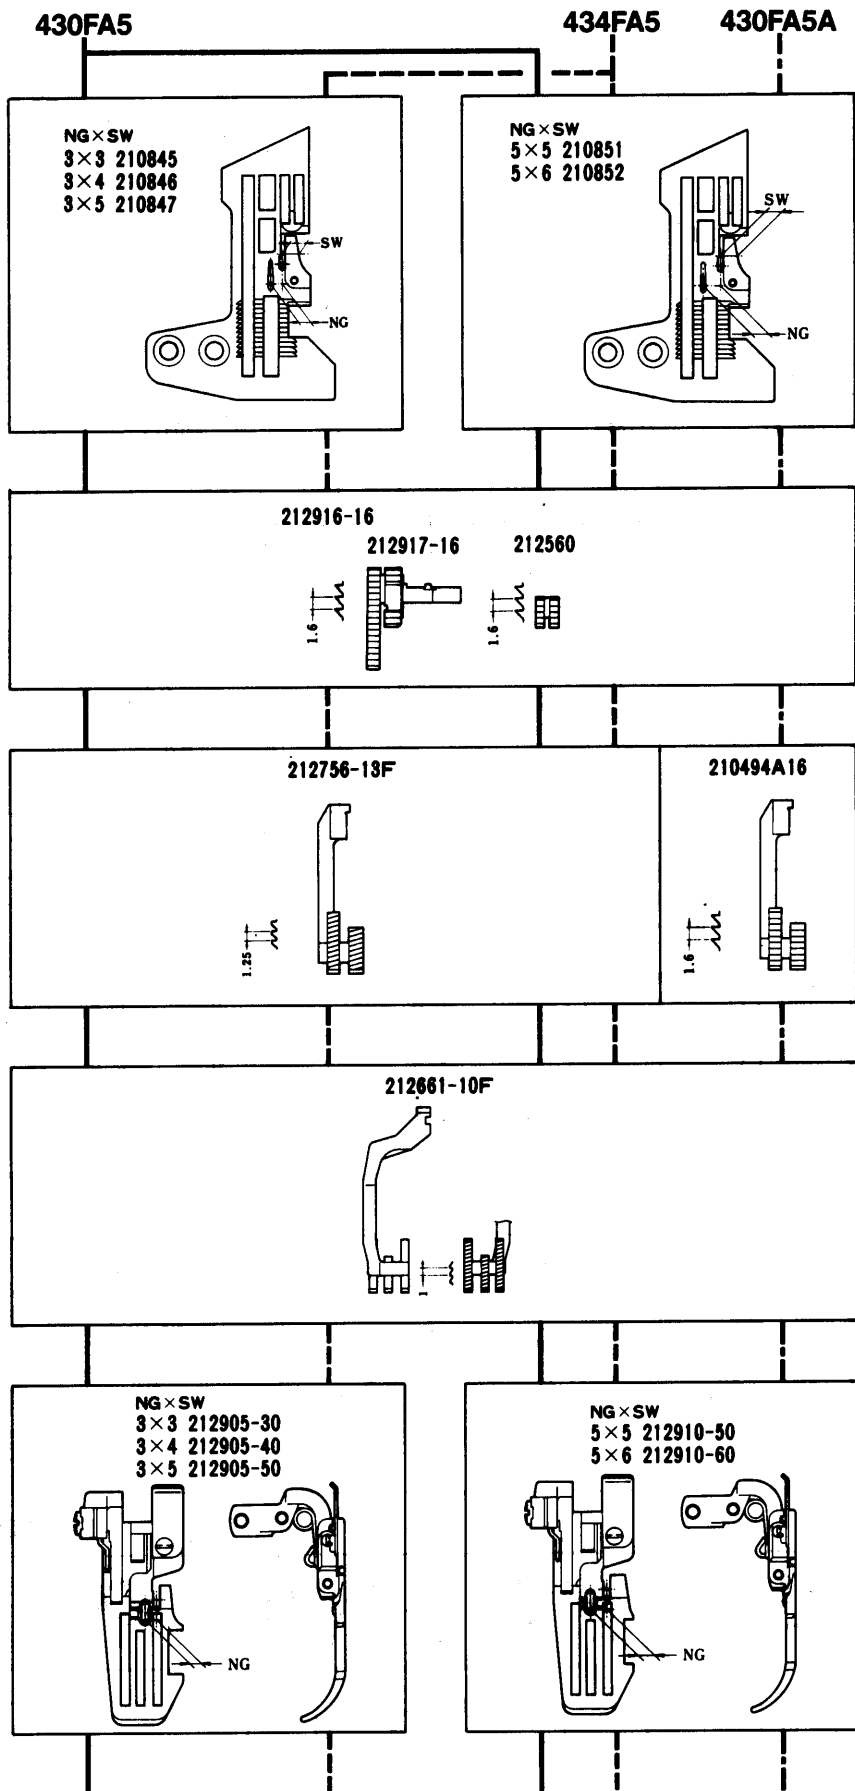 430FA5
434FA5
430FA5A
NG×SW
3×3 210845
3×4 210846
3×5 210847
SW
NG
NG×SW
5×5 210851
5×6 210852
SW
NG
212916-16
212917-16
212560
1.6
1.6
212756-13F
1.25
210494A16
1.6
212661-10F
1
NG×SW
3×3 212905-30
3×4 212905-40
3×5 212905-50
NG
NG×SW
5×5 212910-50
5×6 212910-60
NG